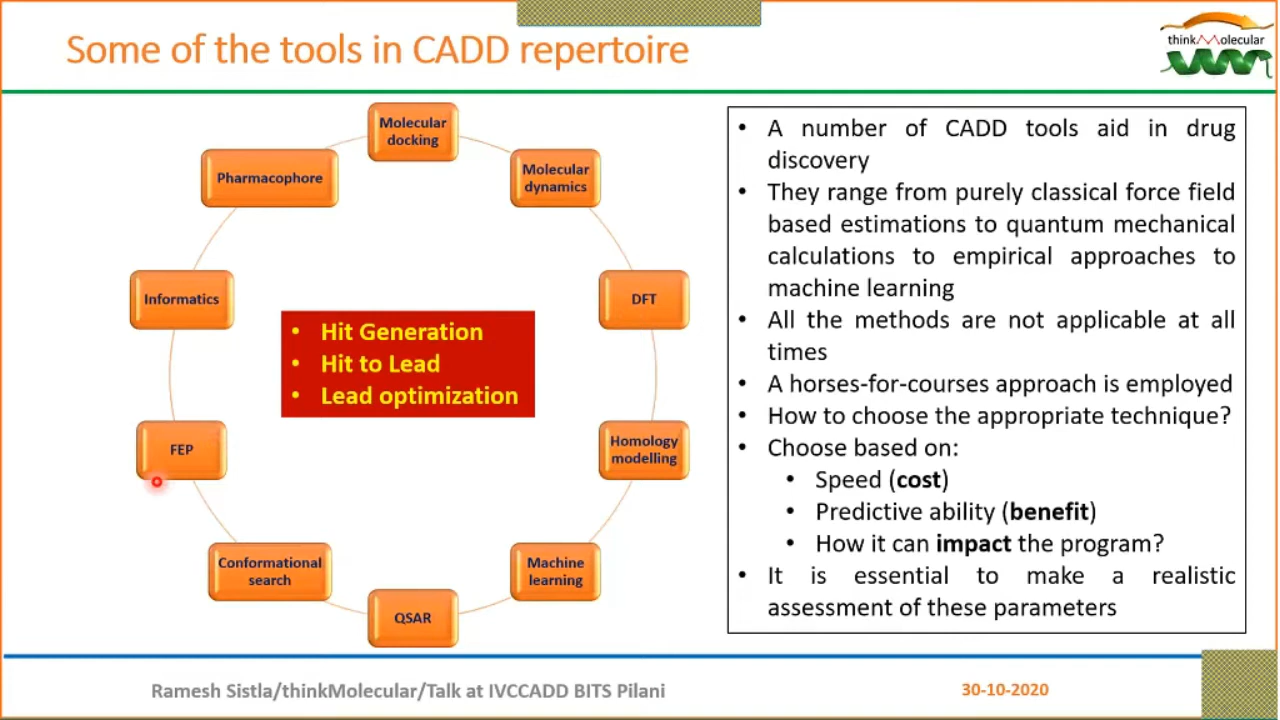 Some of the tools in CADD repertoire
thinkMolecular
Molecular
docking
Molecular
dynamics
DFT
Homology
modelling
Machine
learning
QSAR
Conformational
search
FEP
Informatics
Pharmacophore
• Hit Generation
• Hit to Lead
• Lead optimization
• A number of CADD tools aid in drug
discovery
• They range from purely classical force field
based estimations to quantum mechanical
calculations to empirical approaches to
machine learning
• All the methods are not applicable at all
times
• A horses-for-courses approach is employed
• How to choose the appropriate technique?
• Choose based on:
• Speed (cost)
• Predictive ability (benefit)
• How it can impact the program?
• It is essential to make a realistic
assessment of these parameters
Ramesh Sistla/thinkMolecular/Talk at IVCCADD BITS Pilani
30-10-2020